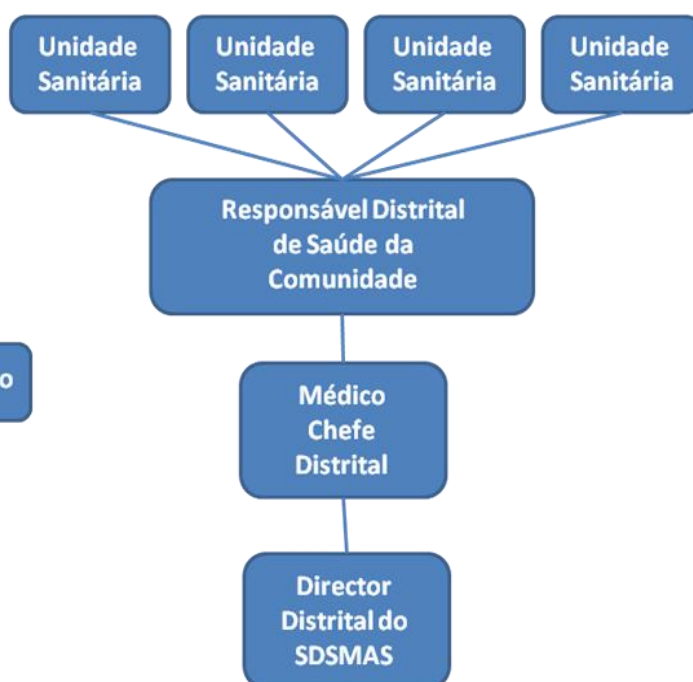 Unidade
Sanitária
Unidade
Sanitária
Unidade
Sanitária
Unidade
Sanitária
Responsável Distrital
de Saúde da
Comunidade
Médico
Chefe
Distrital
Director
Distrital do
SDSMAS